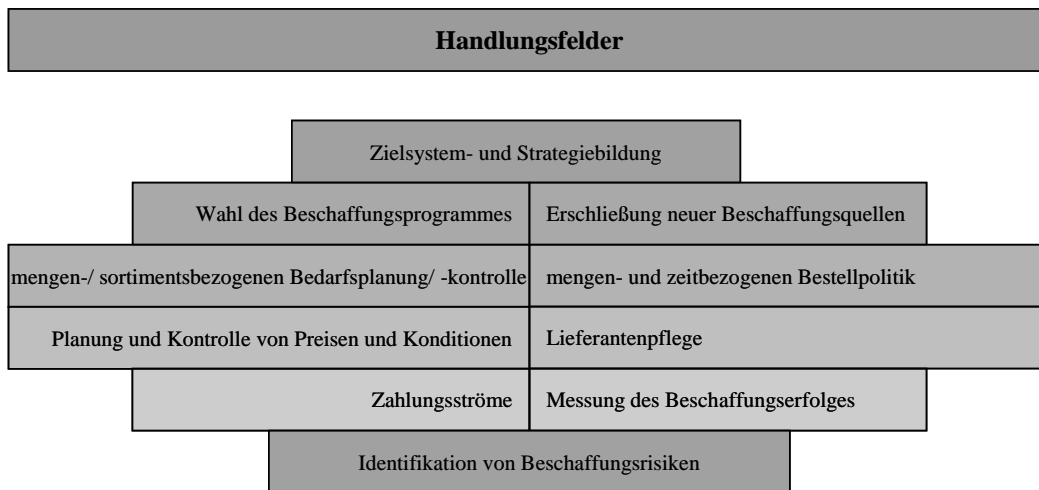 Handlungsfelder
Zielsystem- und Strategiebildung
Wahl des Beschaffungsprogrammes
Erschließung neuer Beschaffungsquellen
mengen-/ sortimentsbezogenen Bedarfsplanung/ -kontrolle
mengen- und zeitbezogenen Bestellpolitik
Planung und Kontrolle von Preisen und Konditionen
Lieferantenpflege
Zahlungsströme
Messung des Beschaffungserfolges
Identifikation von Beschaffungsrisiken